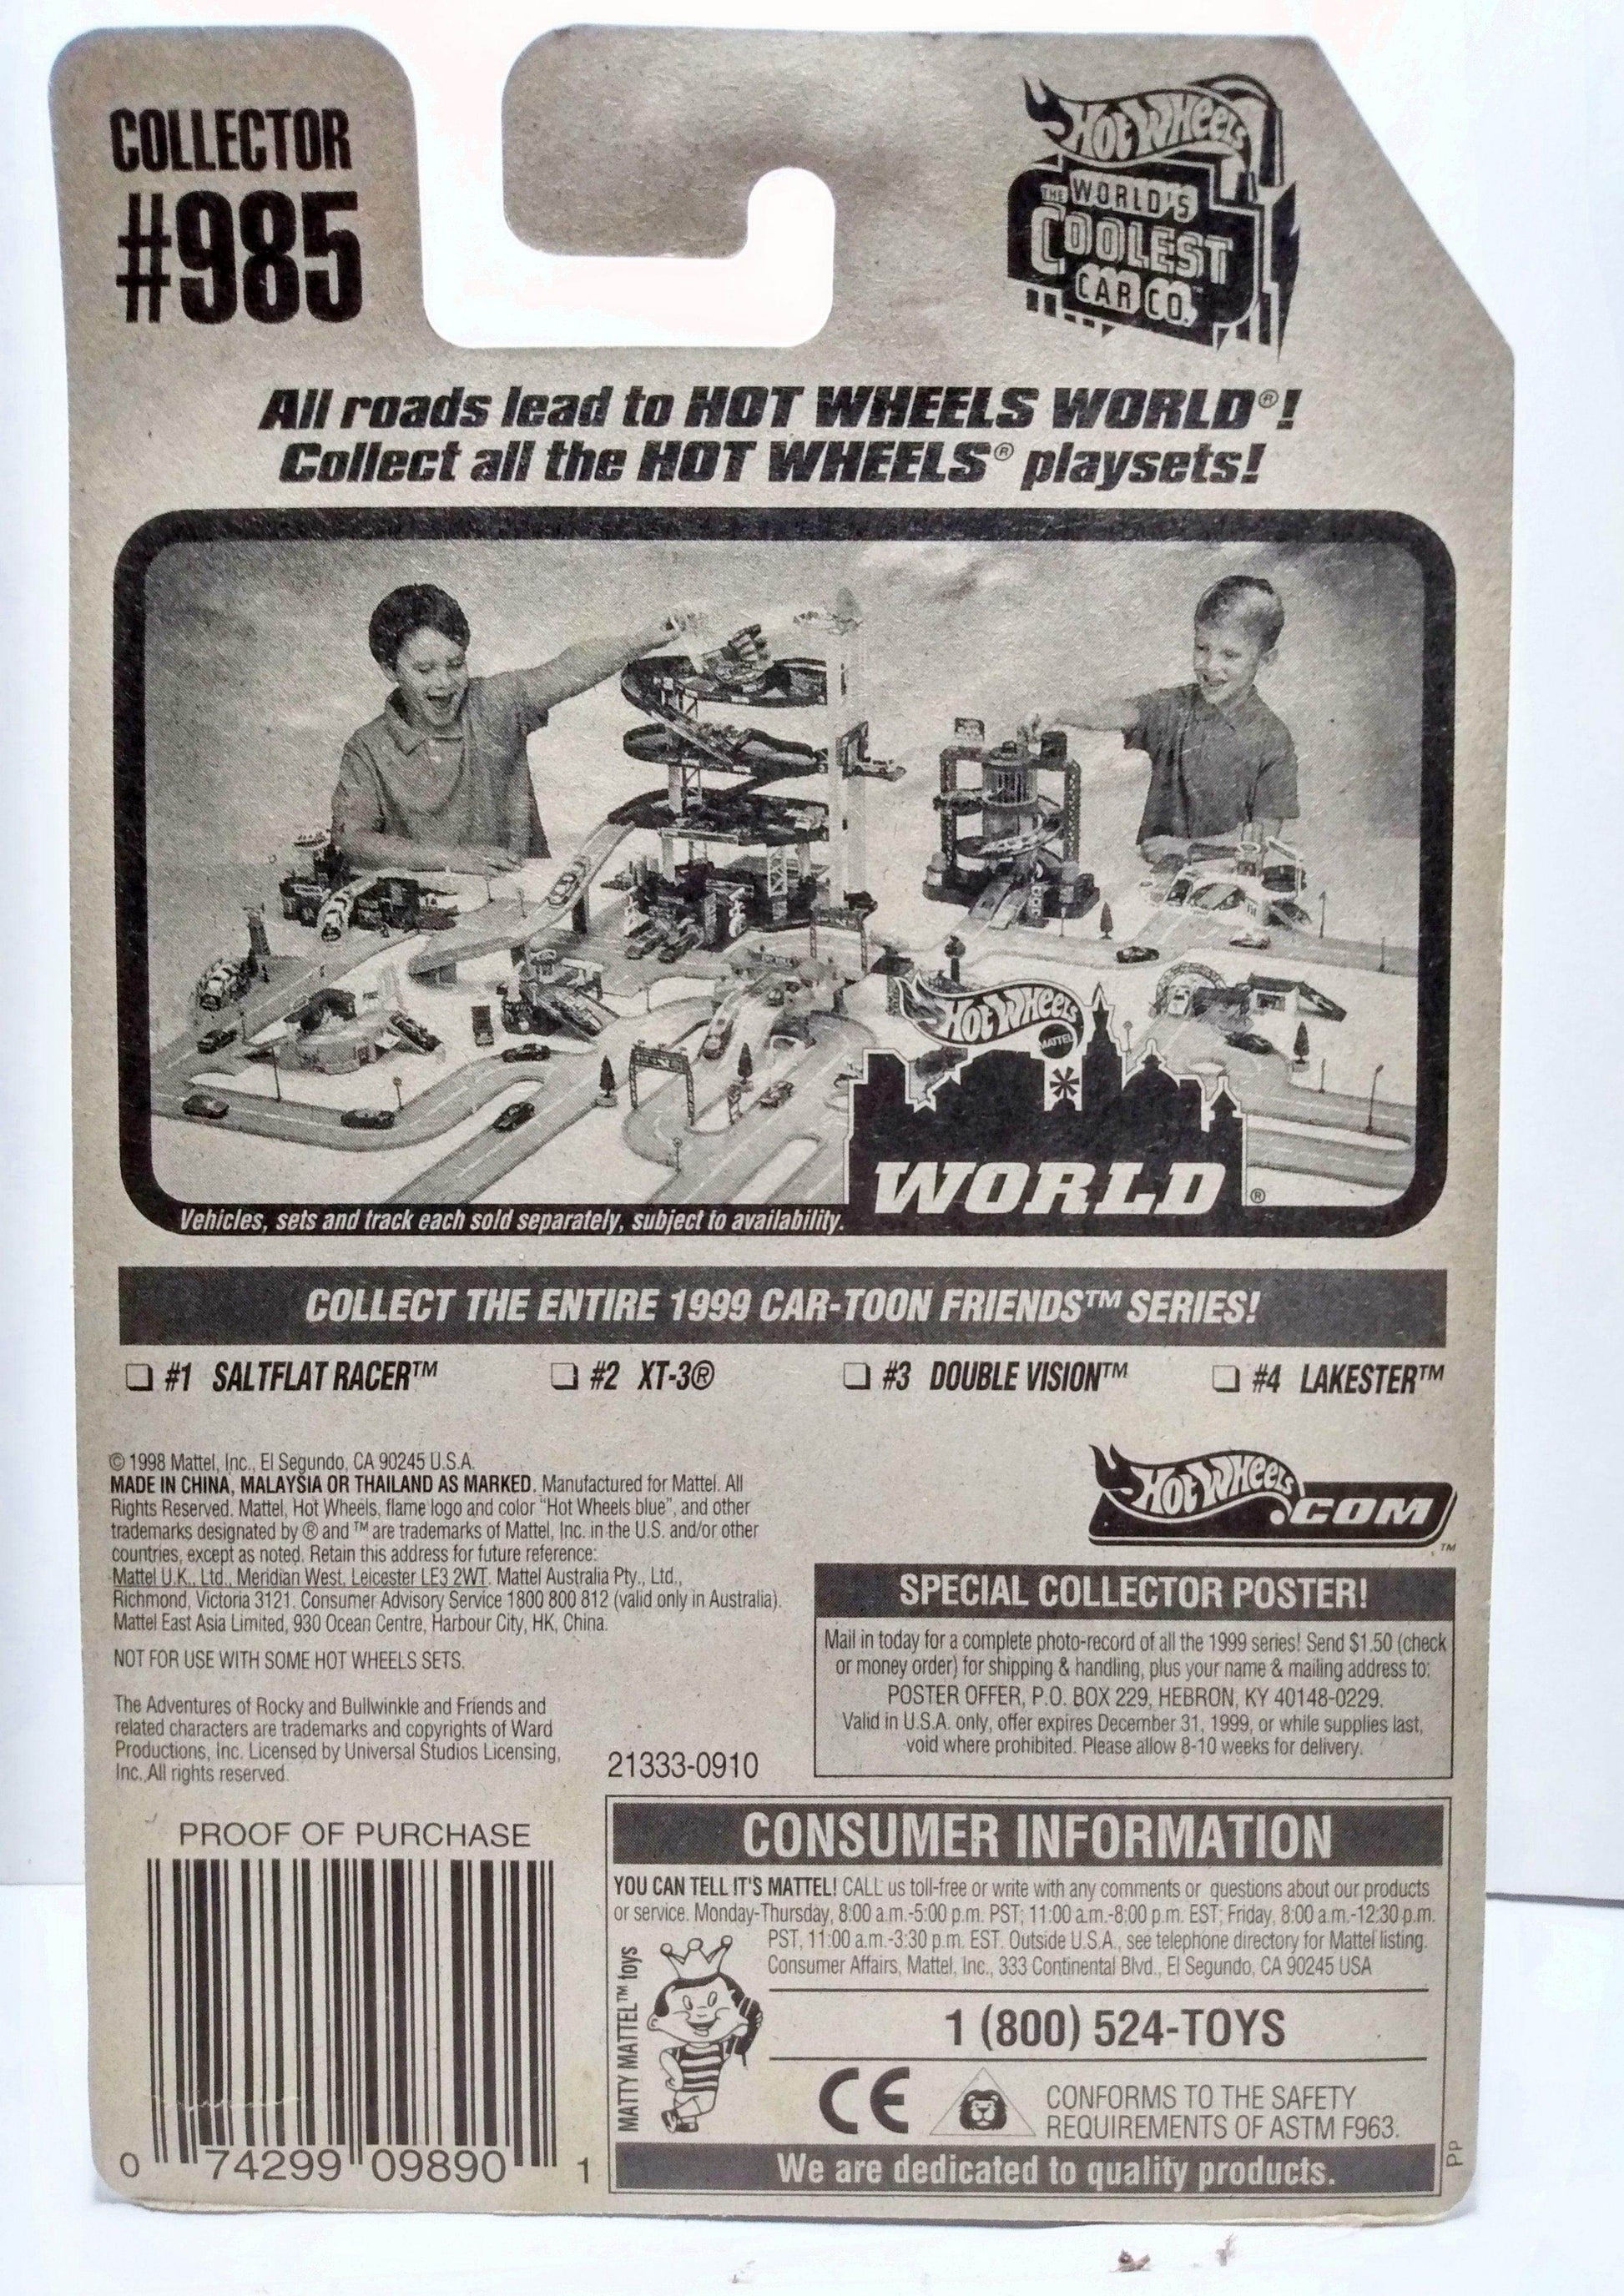 COLLECTOR
#985
HOT WHEELS
THE WORLD'S
COOLEST
CAR CO.™
All roads lead to HOT WHEELS WORLD®!
Collect all the HOT WHEELS® playsets!
HOT WHEELS
MATTEL
WORLD®
Vehicles, sets and track each sold separately, subject to availability.
COLLECT THE ENTIRE 1999 CAR-TOON FRIENDS™ SERIES!
❏ #1 SALTFLAT RACER™ ❏ #2 XT-3® ❏ #3 DOUBLE VISION™ ❏ #4 LAKESTER™
© 1998 Mattel, Inc., El Segundo, CA 90245 U.S.A.
MADE IN CHINA, MALAYSIA OR THAILAND AS MARKED. Manufactured for Mattel. All
Rights Reserved. Mattel, Hot Wheels, flame logo and color "Hot Wheels blue", and other
trademarks designated by ® and ™ are trademarks of Mattel, Inc. in the U.S. and/or other
countries, except as noted. Retain this address for future reference:
Mattel U.K., Ltd., Meridian West, Leicester LE3 2WT. Mattel Australia Pty., Ltd.,
Richmond, Victoria 3121. Consumer Advisory Service 1800 800 812 (valid only in Australia).
Mattel East Asia Limited, 930 Ocean Centre, Harbour City, HK, China.
NOT FOR USE WITH SOME HOT WHEELS SETS.
The Adventures of Rocky and Bullwinkle and Friends and
related characters are trademarks and copyrights of Ward
Productions, Inc. Licensed by Universal Studios Licensing,
Inc. All rights reserved.
21333-0910
HOT WHEELS
.COM™
SPECIAL COLLECTOR POSTER!
Mail in today for a complete photo-record of all the 1999 series! Send $1.50 (check
or money order) for shipping & handling, plus your name & mailing address to:
POSTER OFFER, P.O. BOX 229, HEBRON, KY 40148-0229.
Valid in U.S.A. only, offer expires December 31, 1999, or while supplies last,
void where prohibited. Please allow 8-10 weeks for delivery.
PROOF OF PURCHASE
0 74299 09890 1
CONSUMER INFORMATION
YOU CAN TELL IT'S MATTEL! CALL us toll-free or write with any comments or questions about our products
or service. Monday-Thursday, 8:00 a.m.-5:00 p.m. PST; 11:00 a.m.-8:00 p.m. EST; Friday, 8:00 a.m.-12:30 p.m.
PST, 11:00 a.m.-3:30 p.m. EST. Outside U.S.A., see telephone directory for Mattel listing.
Consumer Affairs, Mattel, Inc., 333 Continental Blvd., El Segundo, CA 90245 USA
MATTY MATTEL™ toys
1 (800) 524-TOYS
CE
CONFORMS TO THE SAFETY
REQUIREMENTS OF ASTM F963.
We are dedicated to quality products.
PP